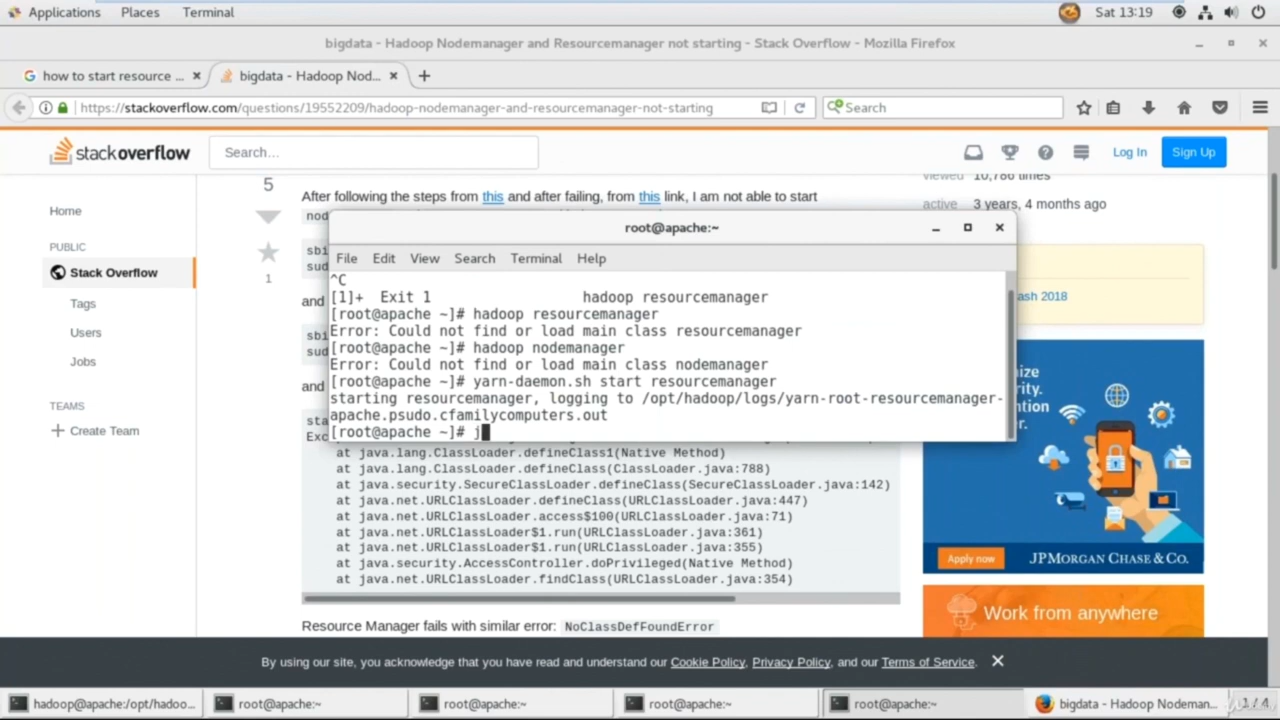 Applications Places Terminal Sat 13:19
bigdata - Hadoop Nodemanager and Resourcemanager not starting - Stack Overflow - Mozilla Firefox
how to start resource ... bigdata - Hadoop Nod...
https://stackoverflow.com/questions/19552209/hadoop-nodemanager-and-resourcemanager-not-starting Search
stackoverflow Search... Log In Sign Up
Home
PUBLIC
Stack Overflow
Tags
Users
Jobs
TEAMS
Create Team
5
1
After following the steps from this and after failing, from this link, I am not able to start
viewed 10,786 times
active 3 years, 4 months ago
ash 2018
root@apache:~
File Edit View Search Terminal Help
^C
[1]+ Exit 1 hadoop resourcemanager
[root@apache ~]# hadoop resourcemanager
Error: Could not find or load main class resourcemanager
[root@apache ~]# hadoop nodemanager
Error: Could not find or load main class nodemanager
[root@apache ~]# yarn-daemon.sh start resourcemanager
starting resourcemanager, logging to /opt/hadoop/logs/yarn-root-resourcemanager-
apache.psudo.cfamilycomputers.out
[root@apache ~]# j
at java.lang.ClassLoader.defineClass1(Native Method)
at java.lang.ClassLoader.defineClass(ClassLoader.java:788)
at java.security.SecureClassLoader.defineClass(SecureClassLoader.java:142)
at java.net.URLClassLoader.defineClass(URLClassLoader.java:447)
at java.net.URLClassLoader.access$100(URLClassLoader.java:71)
at java.net.URLClassLoader$1.run(URLClassLoader.java:361)
at java.net.URLClassLoader$1.run(URLClassLoader.java:355)
at java.security.AccessController.doPrivileged(Native Method)
at java.net.URLClassLoader.findClass(URLClassLoader.java:354)
Resource Manager fails with similar error: NoClassDefFoundError
Apply now JPMORGAN CHASE & CO.
Work from anywhere
By using our site, you acknowledge that you have read and understand our Cookie Policy, Privacy Policy, and our Terms of Service.
hadoop@apache:/opt/hadoo... root@apache:~ root@apache:~ root@apache:~ root@apache:~ bigdata - Hadoop Nodeman... 1 / 4